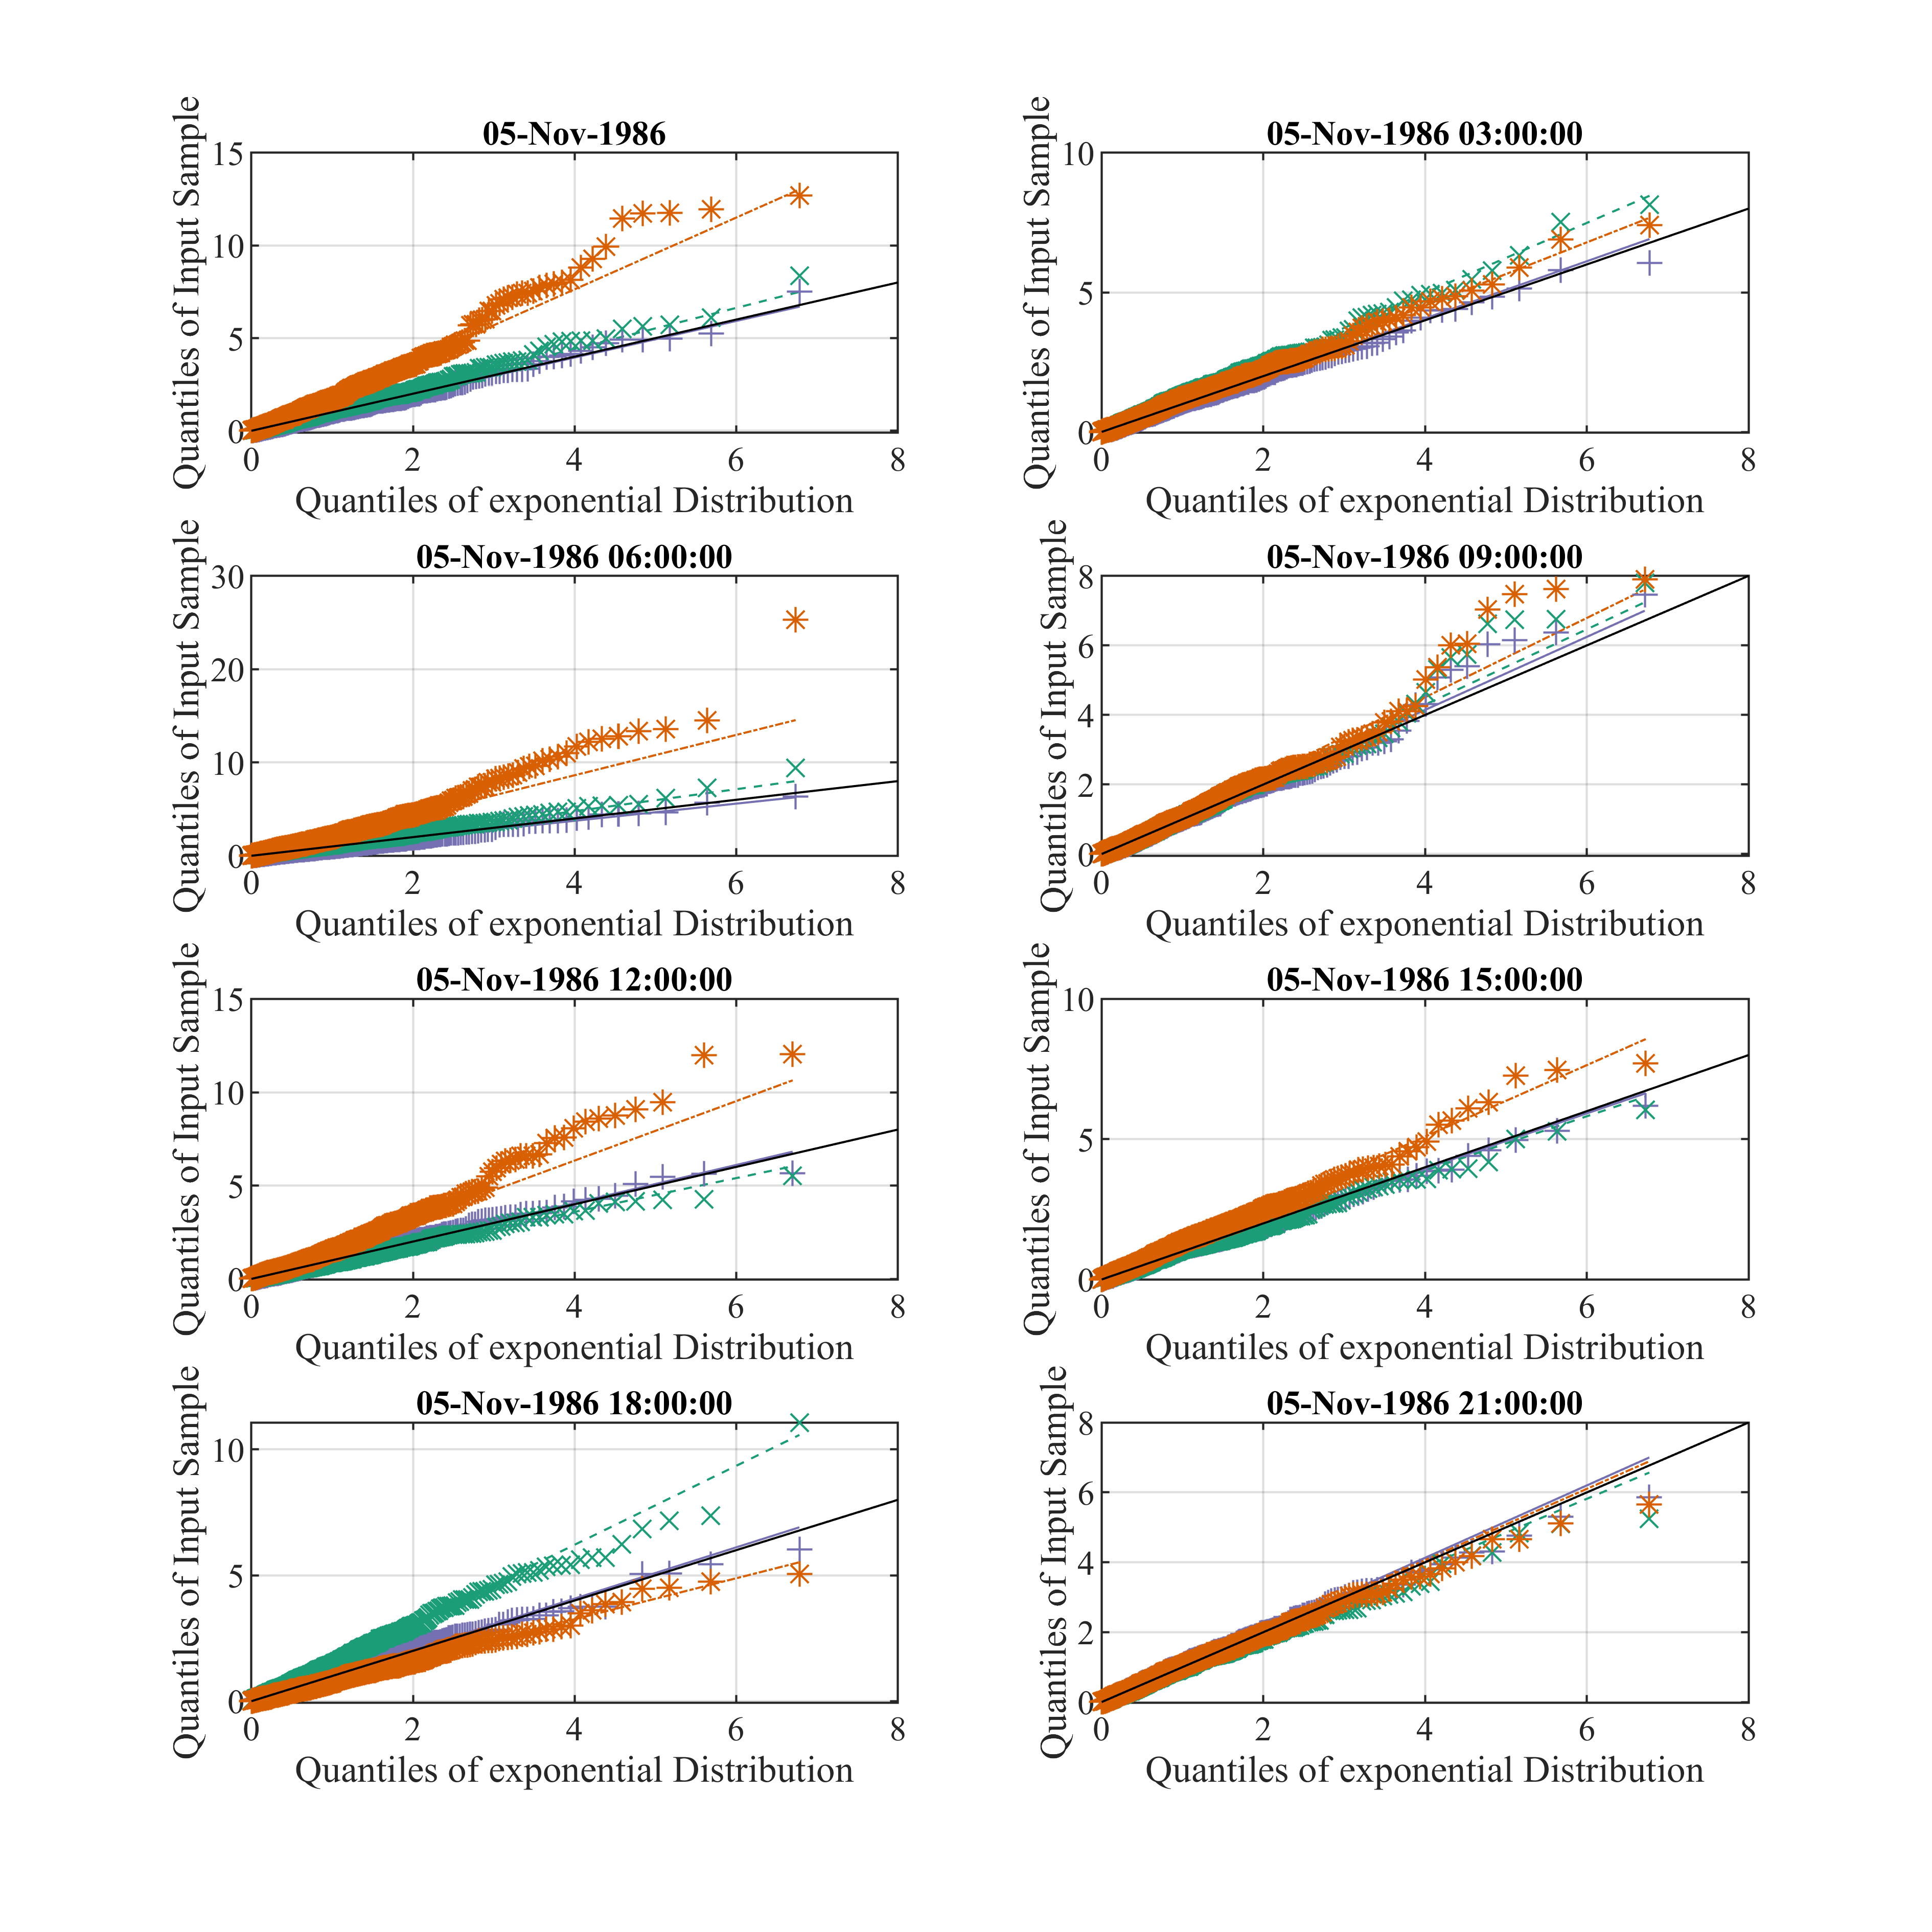 05-Nov-1986
Quantiles of Input Sample
15
10
5
0
0 2 4 6 8
Quantiles of exponential Distribution
05-Nov-1986 03:00:00
Quantiles of Input Sample
10
5
0
0 2 4 6 8
Quantiles of exponential Distribution
05-Nov-1986 06:00:00
Quantiles of Input Sample
30
20
10
0
0 2 4 6 8
Quantiles of exponential Distribution
05-Nov-1986 09:00:00
Quantiles of Input Sample
8
6
4
2
0
0 2 4 6 8
Quantiles of exponential Distribution
05-Nov-1986 12:00:00
Quantiles of Input Sample
15
10
5
0
0 2 4 6 8
Quantiles of exponential Distribution
05-Nov-1986 15:00:00
Quantiles of Input Sample
10
5
0
0 2 4 6 8
Quantiles of exponential Distribution
05-Nov-1986 18:00:00
Quantiles of Input Sample
10
5
0
0 2 4 6 8
Quantiles of exponential Distribution
05-Nov-1986 21:00:00
Quantiles of Input Sample
8
6
4
2
0
0 2 4 6 8
Quantiles of exponential Distribution